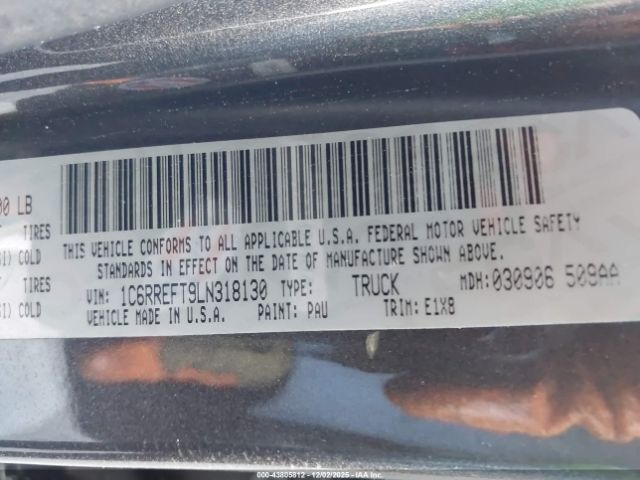 00 LB
TIRES
SI) COLD
TIRES
SI) COLD
THIS VEHICLE CONFORMS TO ALL APPLICABLE U.S.A. FEDERAL MOTOR VEHICLE SAFETY
STANDARDS IN EFFECT ON THE DATE OF MANUFACTURE SHOWN ABOVE.
VIN: 1C6RREFT9LN318130 TYPE: TRUCK MDH: 030906 509AA
VEHICLE MADE IN U.S.A. PAINT: PAU TRIM: E1X8
000-43805812 - 12/02/2025 - IAA Inc.